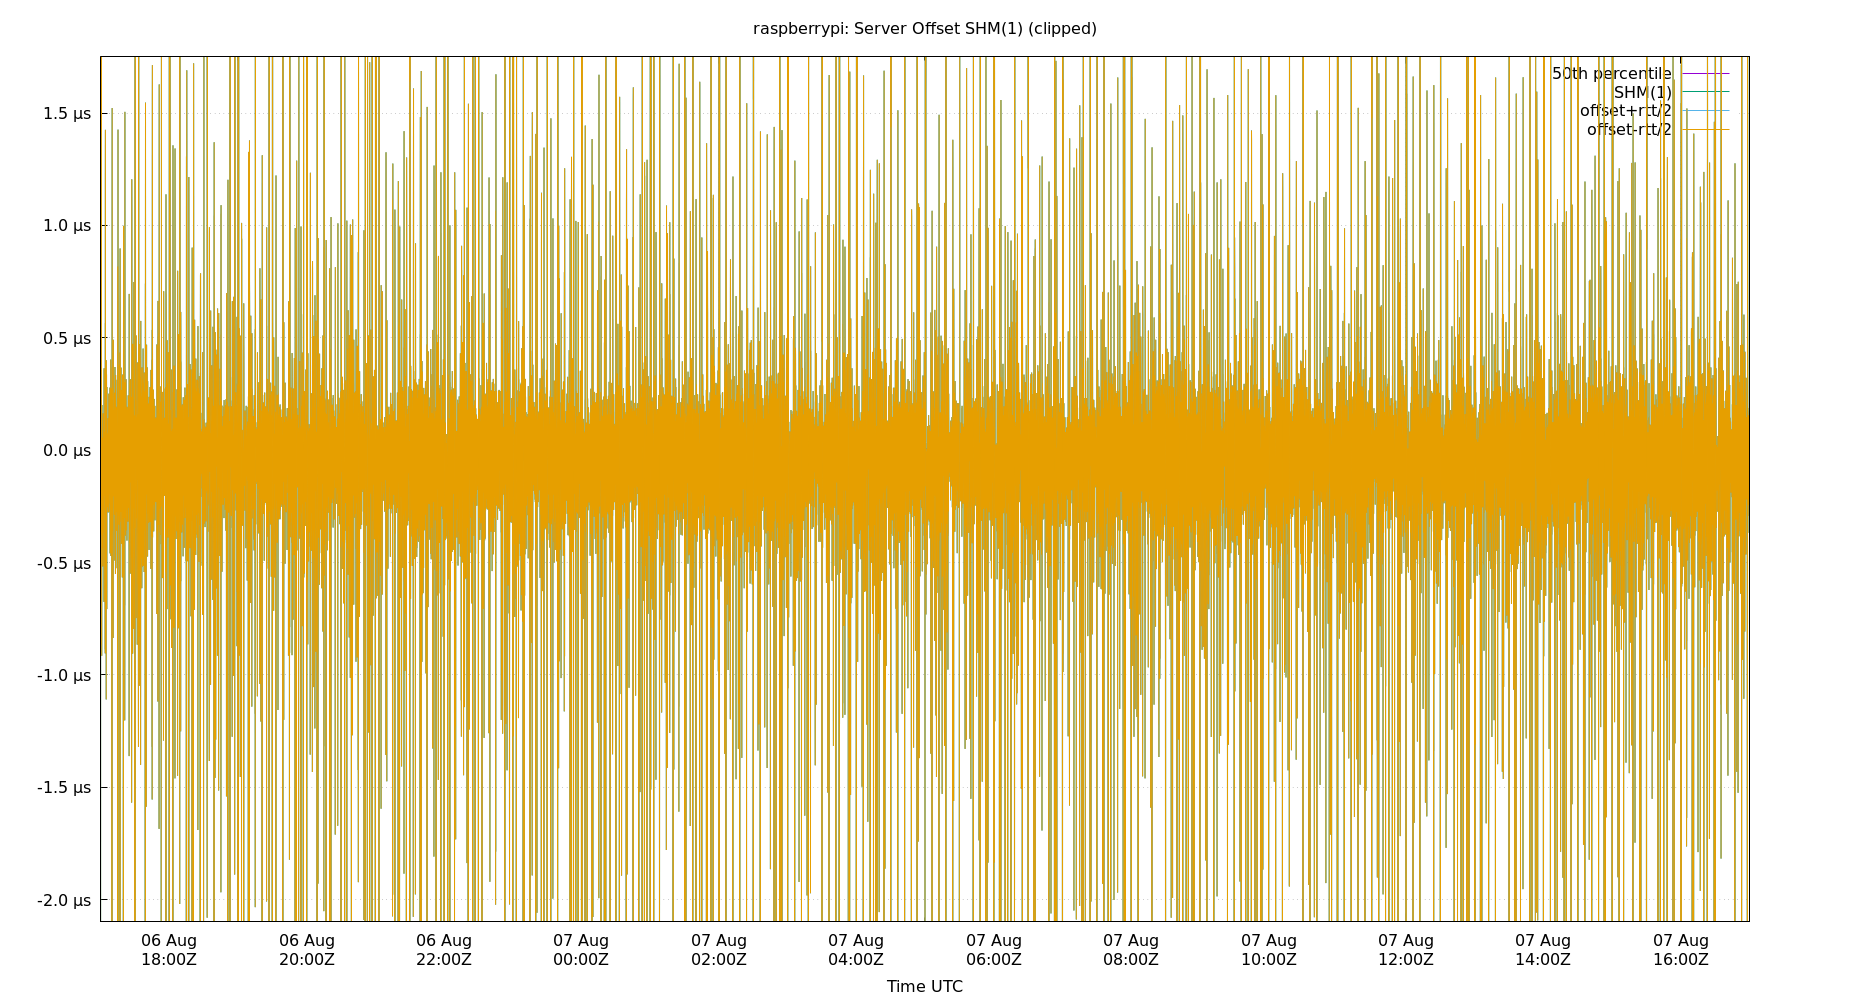 raspberrypi: Server Offset SHM(1) (clipped)
50th percentile
SHM(1)
offset+rtt/2
offset-rtt/2
1.5 µs
1.0 µs
0.5 µs
0.0 µs
-0.5 µs
-1.0 µs
-1.5 µs
-2.0 µs
06 Aug 06 Aug 06 Aug 07 Aug 07 Aug 07 Aug 07 Aug 07 Aug 07 Aug 07 Aug 07 Aug 07 Aug
18:00Z 20:00Z 22:00Z 00:00Z 02:00Z 04:00Z 06:00Z 08:00Z 10:00Z 12:00Z 14:00Z 16:00Z
Time UTC